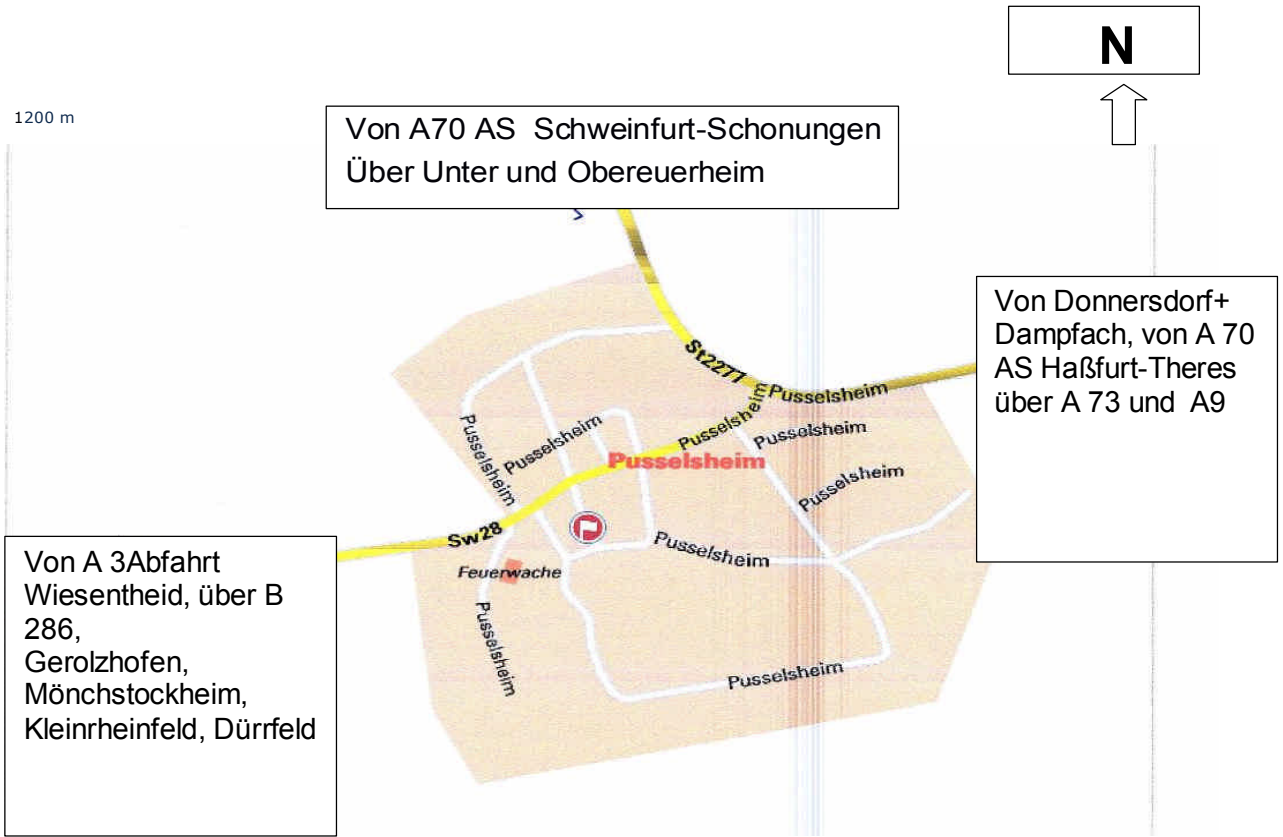 N
1200 m
Von A70 AS Schweinfurt-Schonungen
Über Unter und Obereuerheim
Von Donnersdorf+
Dampfach, von A 70
AS Haßfurt-Theres
über A 73 und A9
St2277
Pusselsheim
Pusselsheim
Pusselsheim
Pusselsheim
Pusselsheim
Pusselsheim
Pusselsheim
Pusselsheim
Sw28
Pusselsheim
Feuerwache
Pusselsheim
Pusselsheim
Von A 3Abfahrt
Wiesentheid, über B
286,
Gerolzhofen,
Mönchstockheim,
Kleinrheinfeld, Dürrfeld